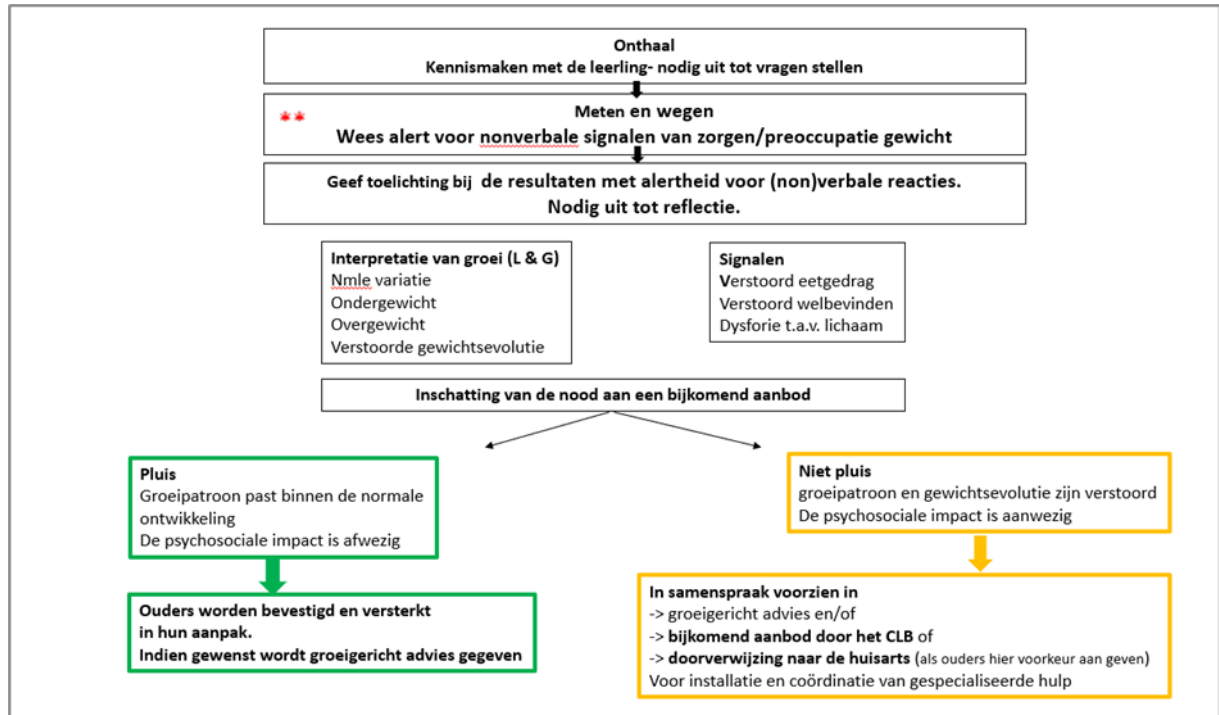 Onthaal
Kennismaken met de leerling- nodig uit tot vragen stellen
**
Meten en wegen
Wees alert voor nonverbale signalen van zorgen/preoccupatie gewicht
Geef toelichting bij de resultaten met alertheid voor (non)verbale reacties.
Nodig uit tot reflectie.
Interpretatie van groei (L & G)
Nmle variatie
Ondergewicht
Overgewicht
Verstoorde gewichtsevolutie
Signalen
Verstoord eetgedrag
Verstoord welbevinden
Dysforie t.a.v. lichaam
Inschatting van de nood aan een bijkomend aanbod
Pluis
Groeipatroon past binnen de normale
ontwikkeling
De psychosociale impact is afwezig
Niet pluis
groeipatroon en gewichtsevolutie zijn verstoord
De psychosociale impact is aanwezig
Ouders worden bevestigd en versterkt
in hun aanpak.
Indien gewenst wordt groeigericht advies gegeven
In samenspraak voorzien in
-> groeigericht advies en/of
-> bijkomend aanbod door het CLB of
-> doorverwijzing naar de huisarts (als ouders hier voorkeur aan geven)
Voor installatie en coördinatie van gespecialiseerde hulp